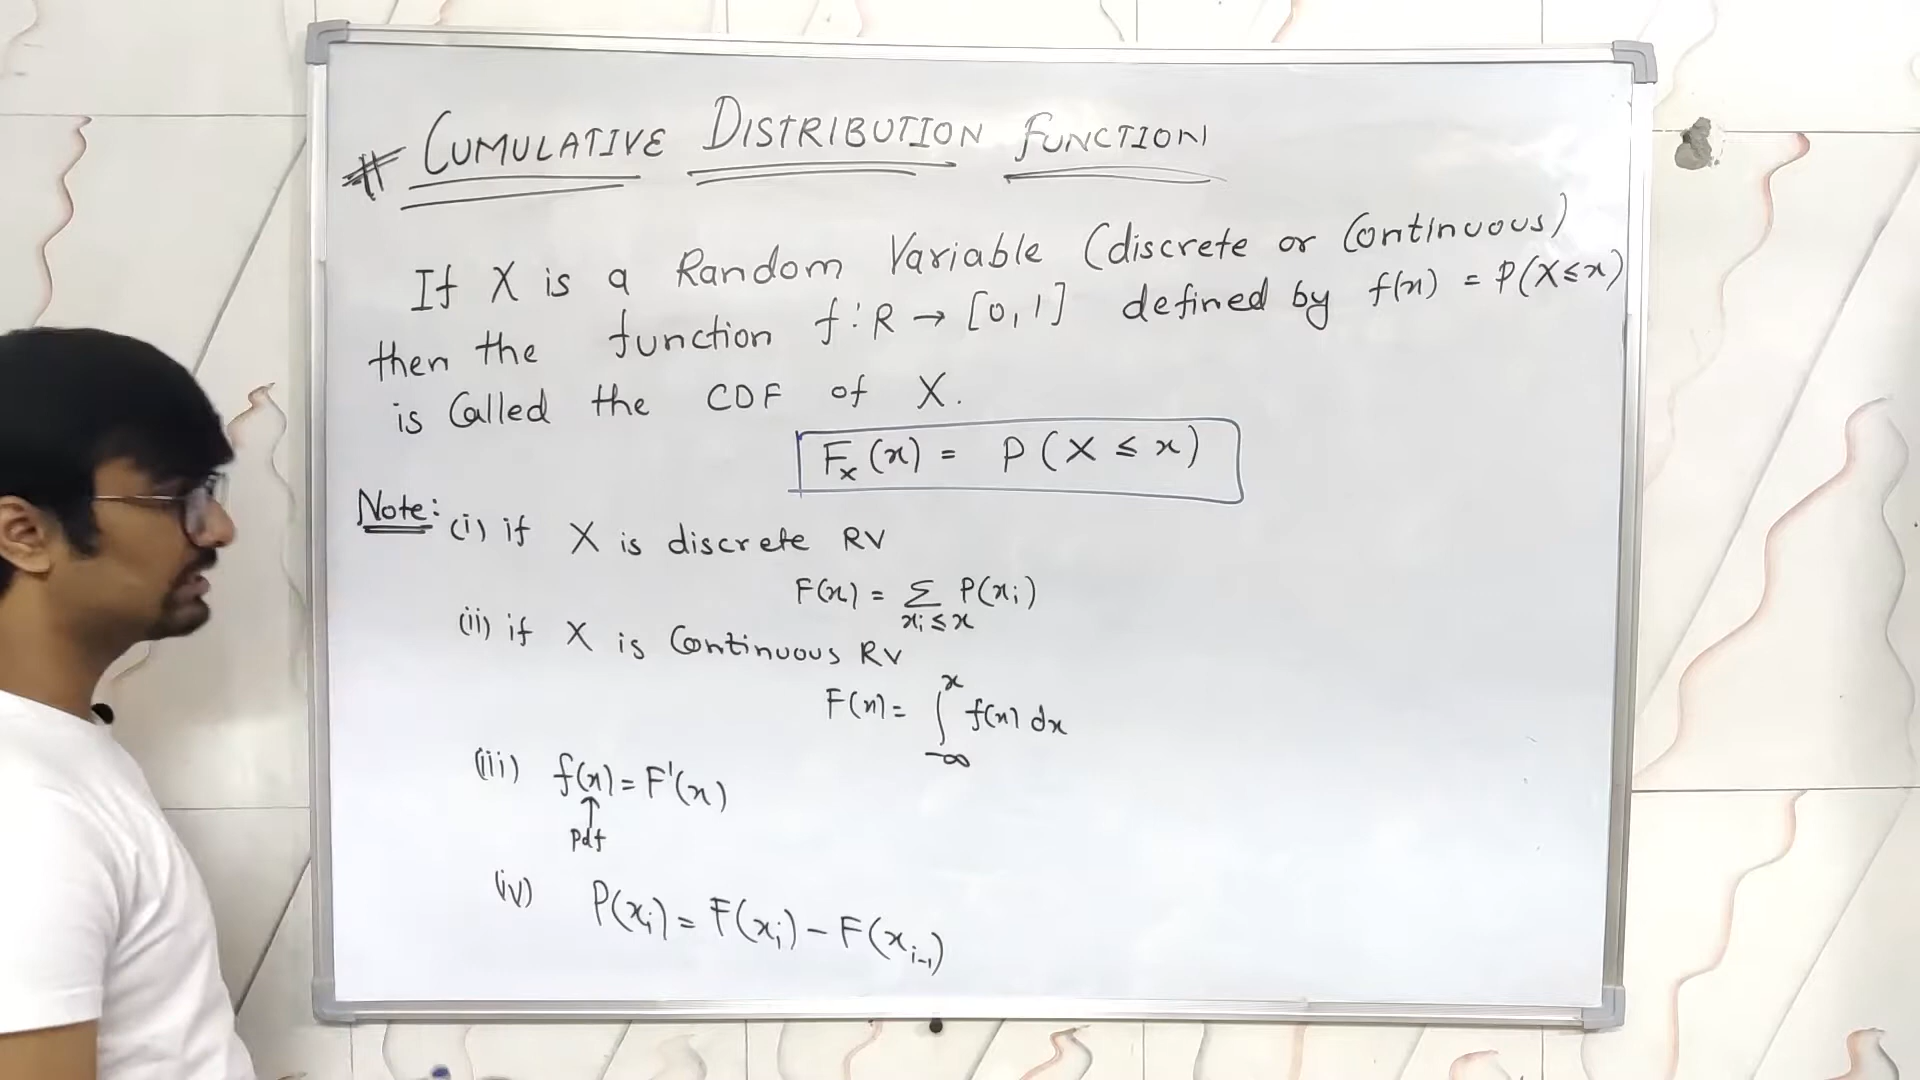 # CUMULATIVE DISTRIBUTION FUNCTION
If X is a Random Variable (discrete or Continuous)
then the function f: R → [0,1] defined by f(x) = P(X≤x)
is Called the CDF of X.
Fₓ(x) = P(X ≤ x)
Note: (i) if X is discrete RV
F(x) = Σ P(xᵢ)
xᵢ ≤ x
(ii) if X is Continuous RV
F(x) = ∫_{-∞}^{x} f(x) dx
(iii) f(x) = F'(x)
↑
pdf
(iv) P(xᵢ) = F(xᵢ) − F(xᵢ₋₁)